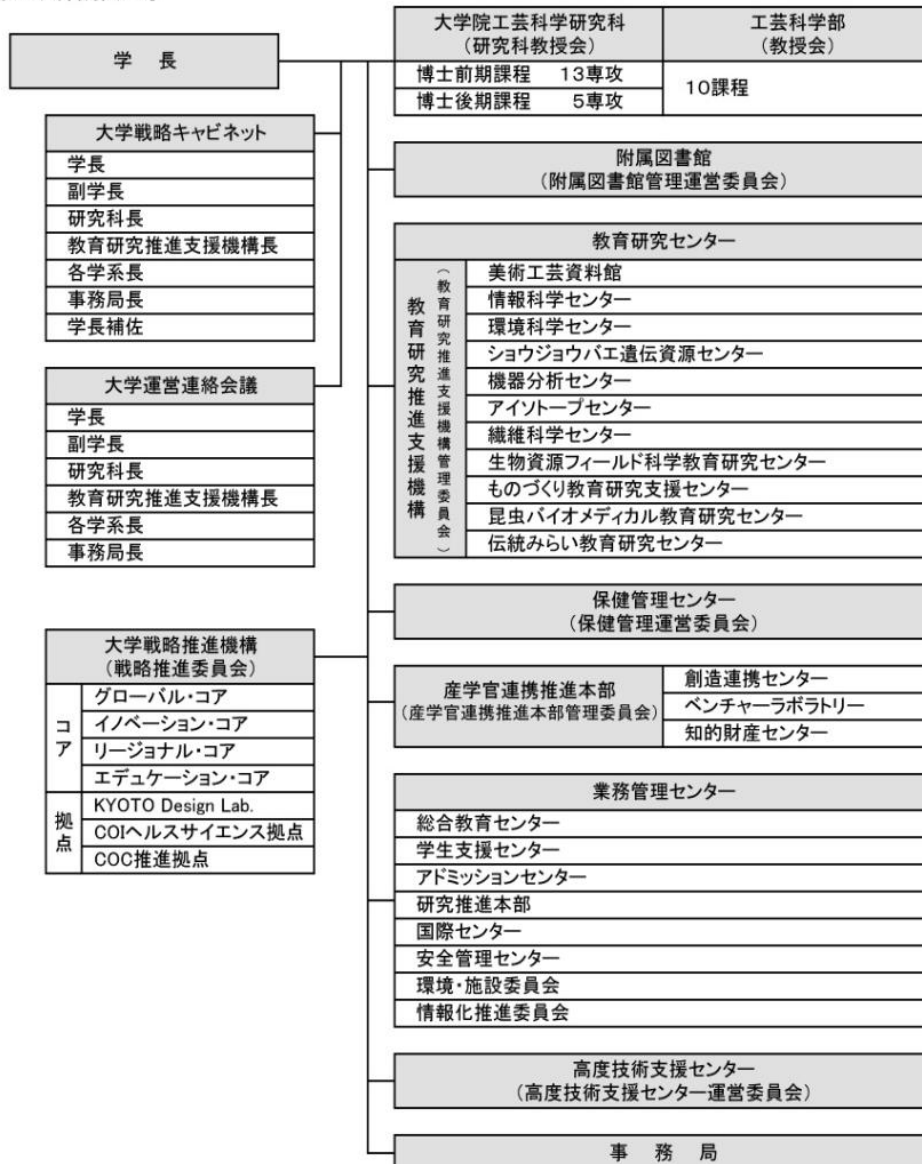 学 長
大学戦略キャビネット
学長
副学長
研究科長
教育研究推進支援機構長
各学系長
事務局長
学長補佐
大学運営連絡会議
学長
副学長
研究科長
教育研究推進支援機構長
各学系長
事務局長
大学戦略推進機構
(戦略推進委員会)
コア
グローバル・コア
イノベーション・コア
リージョナル・コア
エデュケーション・コア
拠点
KYOTO Design Lab.
COIヘルスサイエンス拠点
COC推進拠点
大学院工芸科学研究科
(研究科教授会)
工芸科学部
(教授会)
博士前期課程 13専攻
博士後期課程 5専攻
10課程
附属図書館
(附属図書館管理運営委員会)
教育研究センター
教育研究推進支援機構
(教育研究推進支援機構管理委員会)
美術工芸資料館
情報科学センター
環境科学センター
ショウジョウバエ遺伝資源センター
機器分析センター
アイソトープセンター
繊維科学センター
生物資源フィールド科学教育研究センター
ものづくり教育研究支援センター
昆虫バイオメディカル教育研究センター
伝統みらい教育研究センター
保健管理センター
(保健管理運営委員会)
産学官連携推進本部
(産学官連携推進本部管理委員会)
創造連携センター
ベンチャーラボラトリー
知的財産センター
業務管理センター
総合教育センター
学生支援センター
アドミッションセンター
研究推進本部
国際センター
安全管理センター
環境・施設委員会
情報化推進委員会
高度技術支援センター
(高度技術支援センター運営委員会)
事 務 局